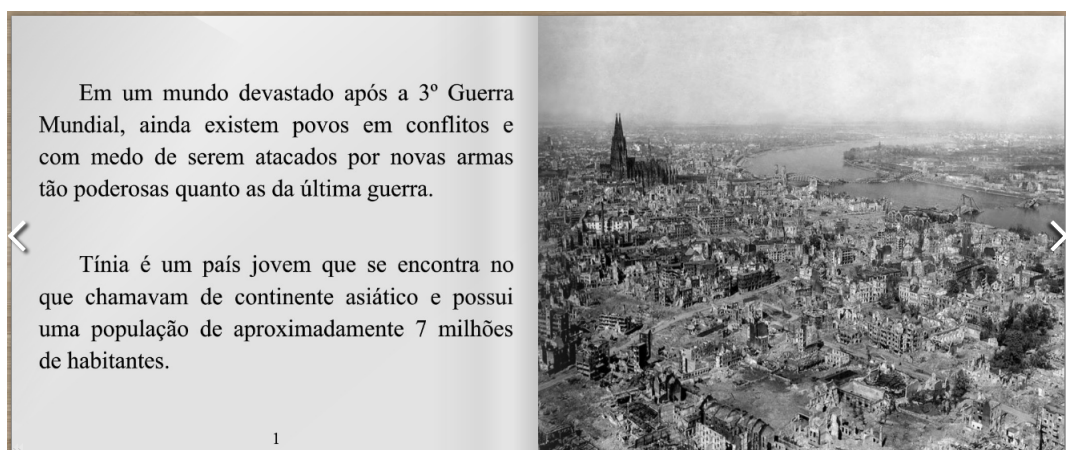 Em um mundo devastado após a 3º Guerra
Mundial, ainda existem povos em conflitos e
com medo de serem atacados por novas armas
tão poderosas quanto as da última guerra.
Tínia é um país jovem que se encontra no
que chamavam de continente asiático e possui
uma população de aproximadamente 7 milhões
de habitantes.
1